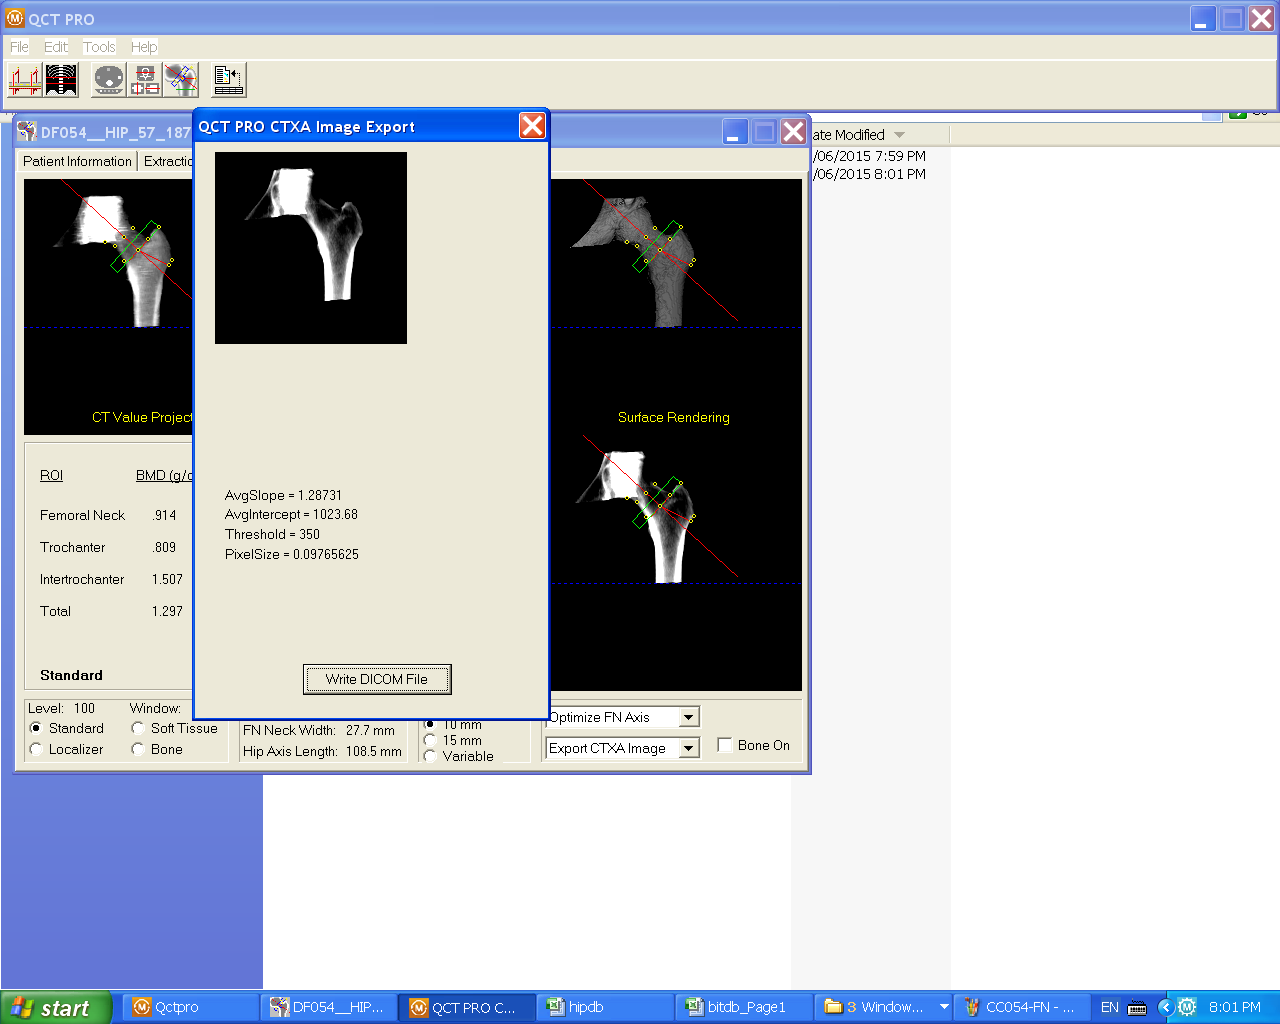 QCT PRO
File Edit Tools Help
DF054__HIP_57_187
QCT PRO CTXA Image Export
ate Modified
Patient Information
/06/2015 7:59 PM
/06/2015 8:01 PM
CT Value Project
Surface Rendering
ROI BMD (g/c
Femoral Neck .914
Trochanter .809
Intertrochanter 1.507
Total 1.297
Standard
AvgSlope = 1.28731
AvgIntercept = 1023.68
Threshold = 350
PixelSize = 0.09765625
Write DICOM File
Level: 100 Window:
Standard Soft Tissue
Localizer Bone
FN Neck Width: 27.7 mm
Hip Axis Length: 108.5 mm
10 mm
15 mm
Variable
Optimize FN Axis
Export CTXA Image
Bone On
start
Qctpro
DF054__HIP...
QCT PRO C...
hipdb
bitdb_Page1
3 Window...
CC054-FN - ...
EN
8:01 PM